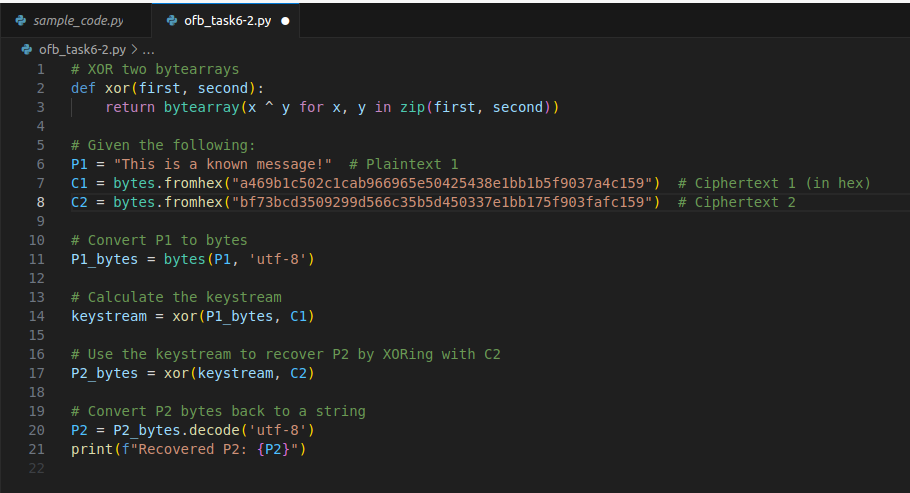 sample_code.py ofb_task6-2.py
ofb_task6-2.py > ...
1 # XOR two bytearrays
2 def xor(first, second):
3     return bytearray(x ^ y for x, y in zip(first, second))
4
5 # Given the following:
6 P1 = "This is a known message!"  # Plaintext 1
7 C1 = bytes.fromhex("a469b1c502c1cab966965e50425438e1bb1b5f9037a4c159")  # Ciphertext 1 (in hex)
8 C2 = bytes.fromhex("bf73bcd3509299d566c35b5d450337e1bb175f903fafc159")  # Ciphertext 2
9
10 # Convert P1 to bytes
11 P1_bytes = bytes(P1, 'utf-8')
12
13 # Calculate the keystream
14 keystream = xor(P1_bytes, C1)
15
16 # Use the keystream to recover P2 by XORing with C2
17 P2_bytes = xor(keystream, C2)
18
19 # Convert P2 bytes back to a string
20 P2 = P2_bytes.decode('utf-8')
21 print(f"Recovered P2: {P2}")
22